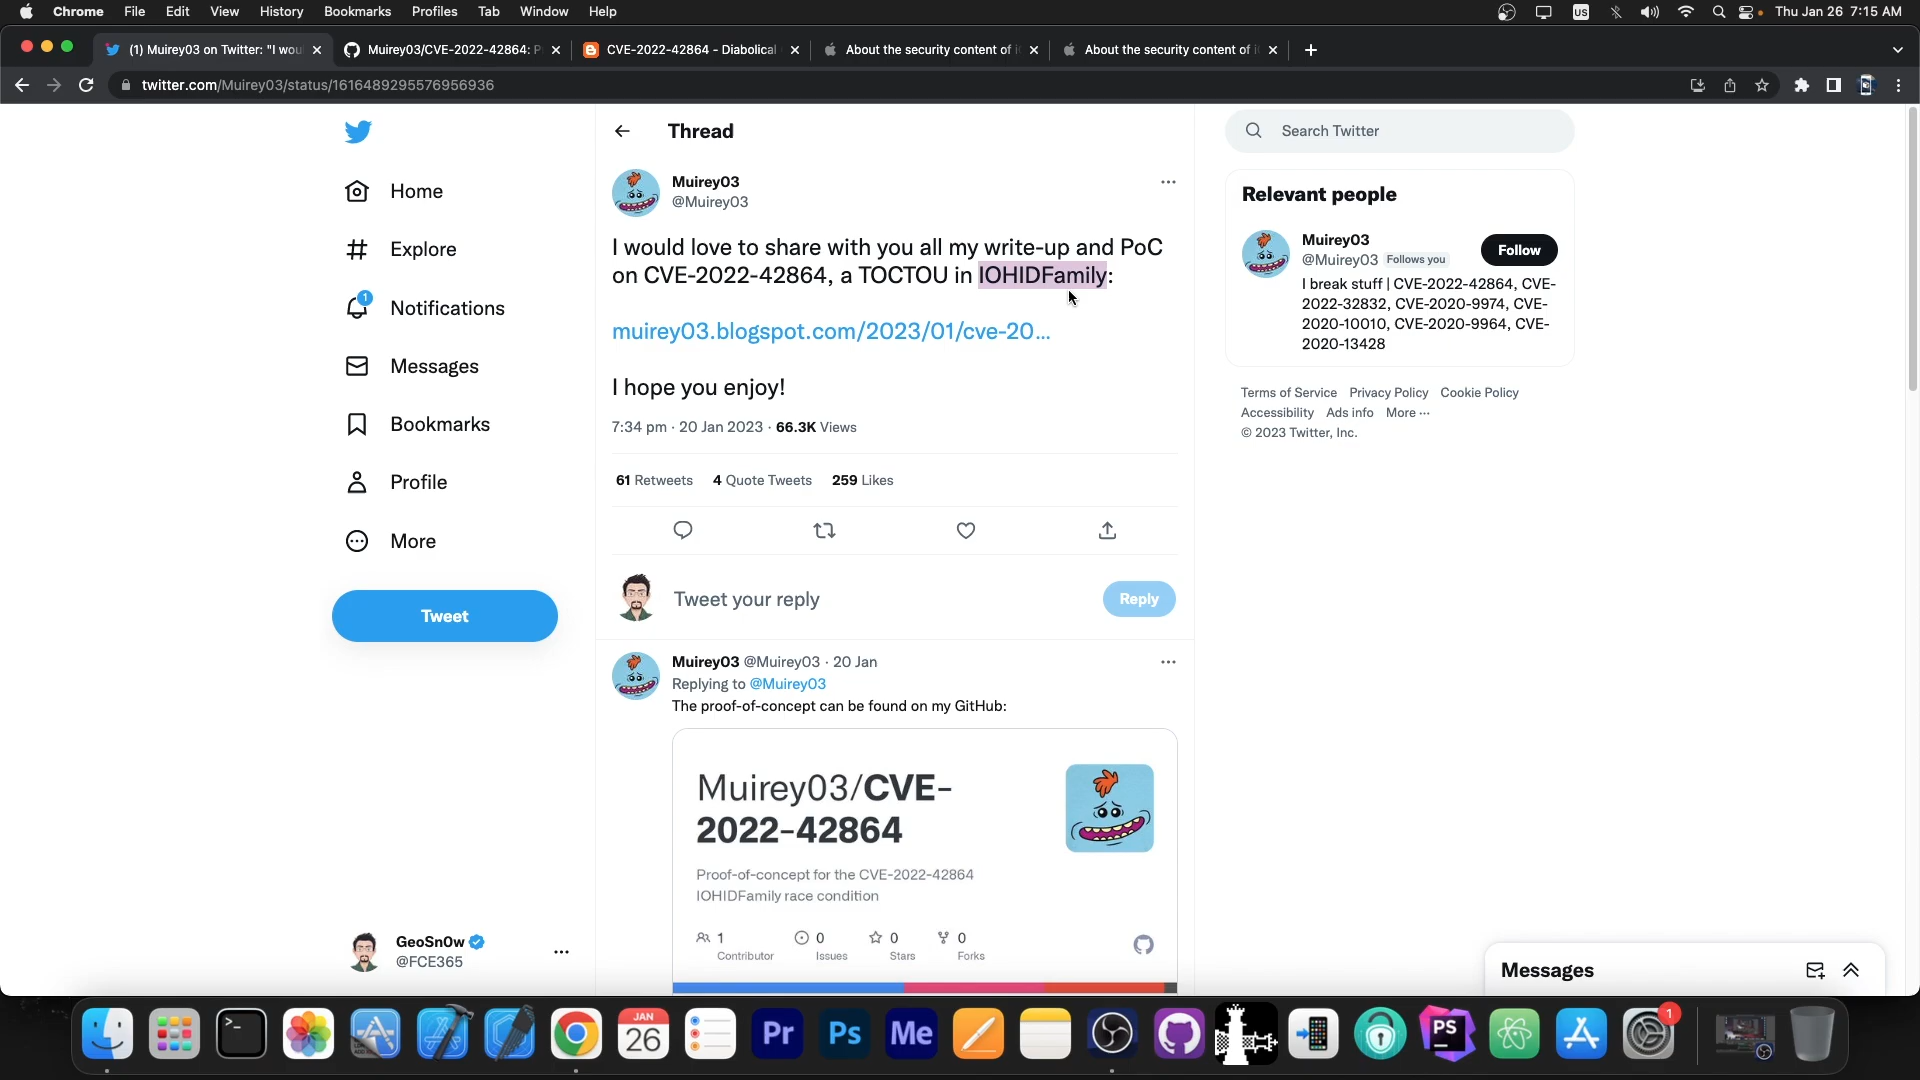 Chrome File Edit View History Bookmarks Profiles Tab Window Help
US
Thu Jan 26 7:15 AM
(1) Muirey03 on Twitter: "I wou
Muirey03/CVE-2022-42864: P
CVE-2022-42864 - Diabolical
About the security content of i
About the security content of i
twitter.com/Muirey03/status/1616489295576956936
Home
Explore
1
Notifications
Messages
Bookmarks
Profile
More
Tweet
GeoSn0w
@FCE365
Thread
Muirey03
@Muirey03
I would love to share with you all my write-up and PoC
on CVE-2022-42864, a TOCTOU in IOHIDFamily:
muirey03.blogspot.com/2023/01/cve-20...
I hope you enjoy!
7:34 pm · 20 Jan 2023 · 66.3K Views
61 Retweets 4 Quote Tweets 259 Likes
Tweet your reply
Reply
Muirey03 @Muirey03 · 20 Jan
Replying to @Muirey03
The proof-of-concept can be found on my GitHub:
Muirey03/CVE-
2022-42864
Proof-of-concept for the CVE-2022-42864
IOHIDFamily race condition
1 Contributor
0 Issues
0 Stars
0 Forks
Search Twitter
Relevant people
Muirey03
@Muirey03 Follows you
Follow
I break stuff | CVE-2022-42864, CVE-
2022-32832, CVE-2020-9974, CVE-
2020-10010, CVE-2020-9964, CVE-
2020-13428
Terms of Service Privacy Policy Cookie Policy
Accessibility Ads info More ...
© 2023 Twitter, Inc.
Messages
JAN
26
Pr
Ps
Me
PS
1